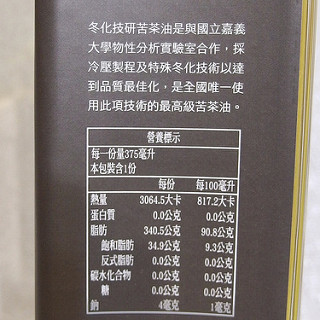 冬化技研苦茶油是與國立嘉義
大學物性分析實驗室合作，採
冷壓製程及特殊冬化技術以達
到品質最佳化，是全國唯一使
用此項技術的最高級苦茶油。
營養標示
每一份量375毫升
本包裝含1份
每份 每100毫升
熱量 3064.5大卡 817.2大卡
蛋白質 0.0公克 0.0公克
脂肪 340.5公克 90.8公克
飽和脂肪 34.9公克 9.3公克
反式脂肪 0.0公克 0.0公克
碳水化合物 0.0公克 0.0公克
糖 0.0公克 0.0公克
鈉 4毫克 1毫克